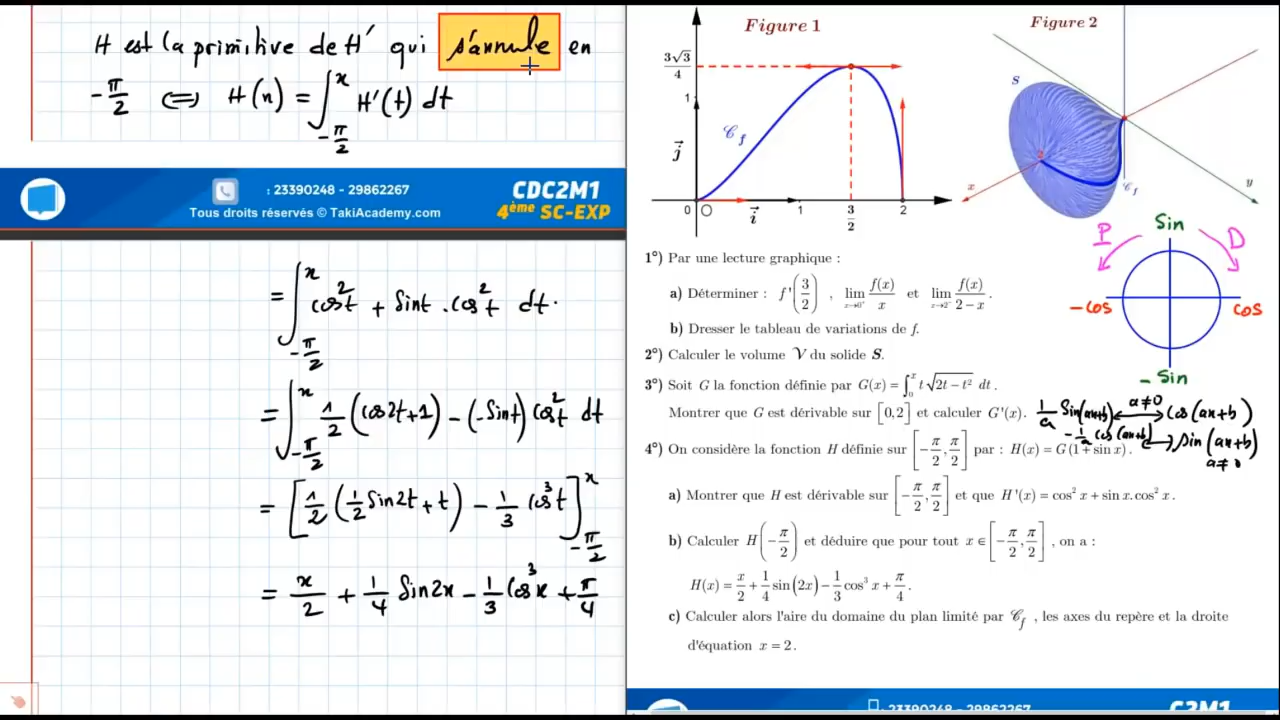 H est la primitive de H' qui s'annule en
-π/2 ⟺ H(x) = ∫_{-π/2}^{x} H'(t) dt
: 23390248 - 29862267
Tous droits réservés © TakiAcademy.com
CDC2M1
4ème SC-EXP
= ∫_{-π/2}^{x} cos²t + sint . cos²t dt.
= ∫_{-π/2}^{x} 1/2 (cos2t+1) - (-sint) cos²t dt
= [1/2 (1/2 sin2t + t) - 1/3 cos³t]_{-π/2}^{x}
= x/2 + 1/4 sin2x - 1/3 cos³x + π/4
Figure 1
3√3/4
1
𝒞f
j
0 O i 1 3/2 2
Figure 2
S
2
x
𝒞f
y
Sin
P D
-cos cos
- Sin
1°) Par une lecture graphique :
a) Déterminer : f'(3/2) , lim_{x→0⁺} f(x)/x et lim_{x→2⁻} f(x)/(2-x) .
b) Dresser le tableau de variations de f.
2°) Calculer le volume 𝒱 du solide S.
3°) Soit G la fonction définie par G(x) = ∫_0^x t√(2t-t²) dt .
Montrer que G est dérivable sur [0,2] et calculer G'(x).
1/a sin(ax+b) ⟷ a≠0 cos(ax+b)
-1/a cos(ax+b) ⟷ sin(ax+b) a≠0
4°) On considère la fonction H définie sur [-π/2, π/2] par : H(x) = G(1+sin x) .
a) Montrer que H est dérivable sur [-π/2, π/2] et que H'(x) = cos² x + sin x.cos² x .
b) Calculer H(-π/2) et déduire que pour tout x ∈ [-π/2, π/2] , on a :
H(x) = x/2 + 1/4 sin(2x) - 1/3 cos³ x + π/4 .
c) Calculer alors l'aire du domaine du plan limité par 𝒞f , les axes du repère et la droite
d'équation x = 2 .
: 23390248 - 29862267
C2M1